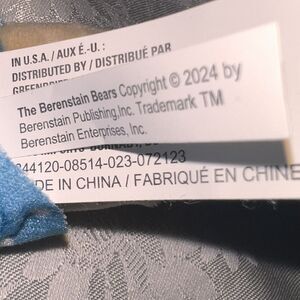 IN U.S.A. / AUX É.-U. :
DISTRIBUTED BY / DISTRIBUÉ PAR
The Berenstain Bears Copyright © 2024 by
Berenstain Publishing,Inc. Trademark TM
Berenstain Enterprises, Inc.
44120-08514-023-072123
DE IN CHINA / FABRIQUÉ EN CHINE